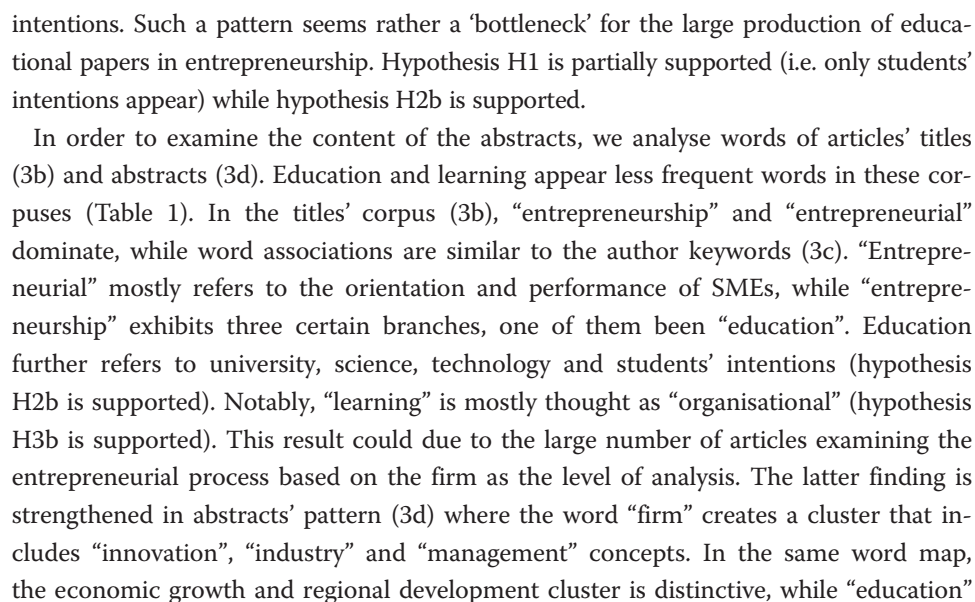 intentions. Such a pattern seems rather a ‘bottleneck’ for the large production of educa-
tional papers in entrepreneurship. Hypothesis H1 is partially supported (i.e. only students’
intentions appear) while hypothesis H2b is supported.
In order to examine the content of the abstracts, we analyse words of articles’ titles
(3b) and abstracts (3d). Education and learning appear less frequent words in these cor-
puses (Table 1). In the titles’ corpus (3b), “entrepreneurship” and “entrepreneurial”
dominate, while word associations are similar to the author keywords (3c). “Entrepre-
neurial” mostly refers to the orientation and performance of SMEs, while “entrepre-
neurship” exhibits three certain branches, one of them been “education”. Education
further refers to university, science, technology and students’ intentions (hypothesis
H2b is supported). Notably, “learning” is mostly thought as “organisational” (hypothesis
H3b is supported). This result could due to the large number of articles examining the
entrepreneurial process based on the firm as the level of analysis. The latter finding is
strengthened in abstracts’ pattern (3d) where the word “firm” creates a cluster that in-
cludes “innovation”, “industry” and “management” concepts. In the same word map,
the economic growth and regional development cluster is distinctive, while “education”